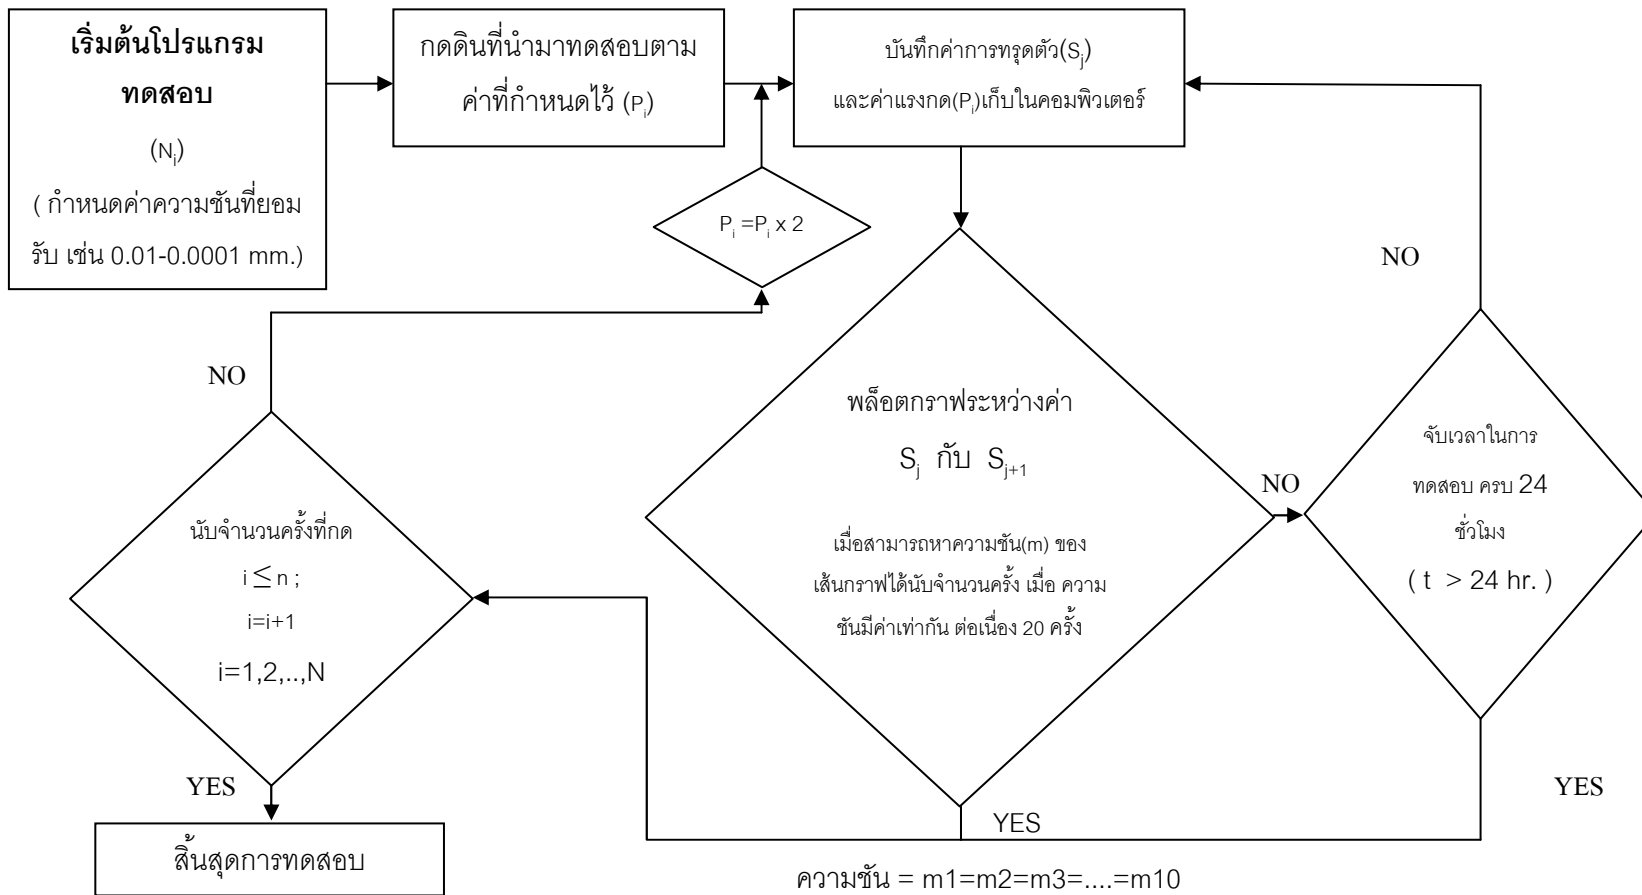 เริ่มต้นโปรแกรม
ทดสอบ
(Nᵢ)
( กำหนดค่าความชันที่ยอม
รับ เช่น 0.01-0.0001 mm.)
กดดินที่นำมาทดสอบตาม
ค่าที่กำหนดไว้ (Pᵢ)
บันทึกค่าการทรุดตัว(Sⱼ)
และค่าแรงกด(Pᵢ)เก็บในคอมพิวเตอร์
Pᵢ =Pᵢ x 2
NO
พล็อตกราฟระหว่างค่า
Sⱼ กับ Sⱼ₊₁
เมื่อสามารถหาความชัน(m) ของ
เส้นกราฟได้นับจำนวนครั้ง เมื่อ ความ
ชันมีค่าเท่ากัน ต่อเนื่อง 20 ครั้ง
NO
จับเวลาในการ
ทดสอบ ครบ 24
ชั่วโมง
( t > 24 hr. )
NO
นับจำนวนครั้งที่กด
i ≤ n ;
i=i+1
i=1,2,..,N
YES
YES
YES
สิ้นสุดการทดสอบ
ความชัน = m1=m2=m3=....=m10